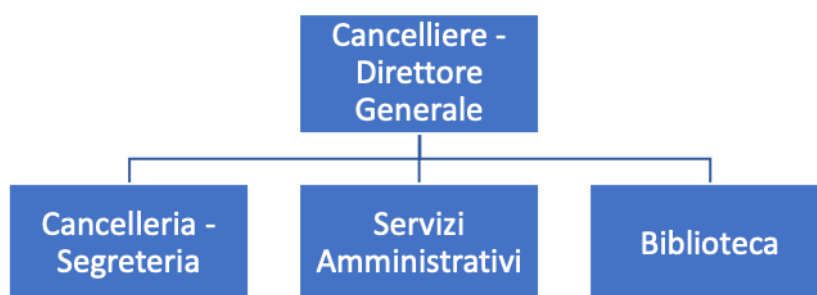 Cancelliere -
Direttore
Generale
Cancelleria -
Segreteria
Servizi
Amministrativi
Biblioteca